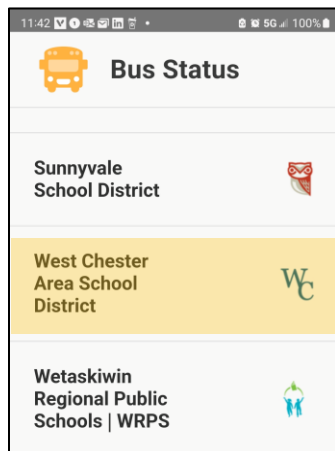 11:42 5G 100%
Bus Status
Sunnyvale
School District
West Chester
Area School
District
WC
Wetaskiwin
Regional Public
Schools | WRPS